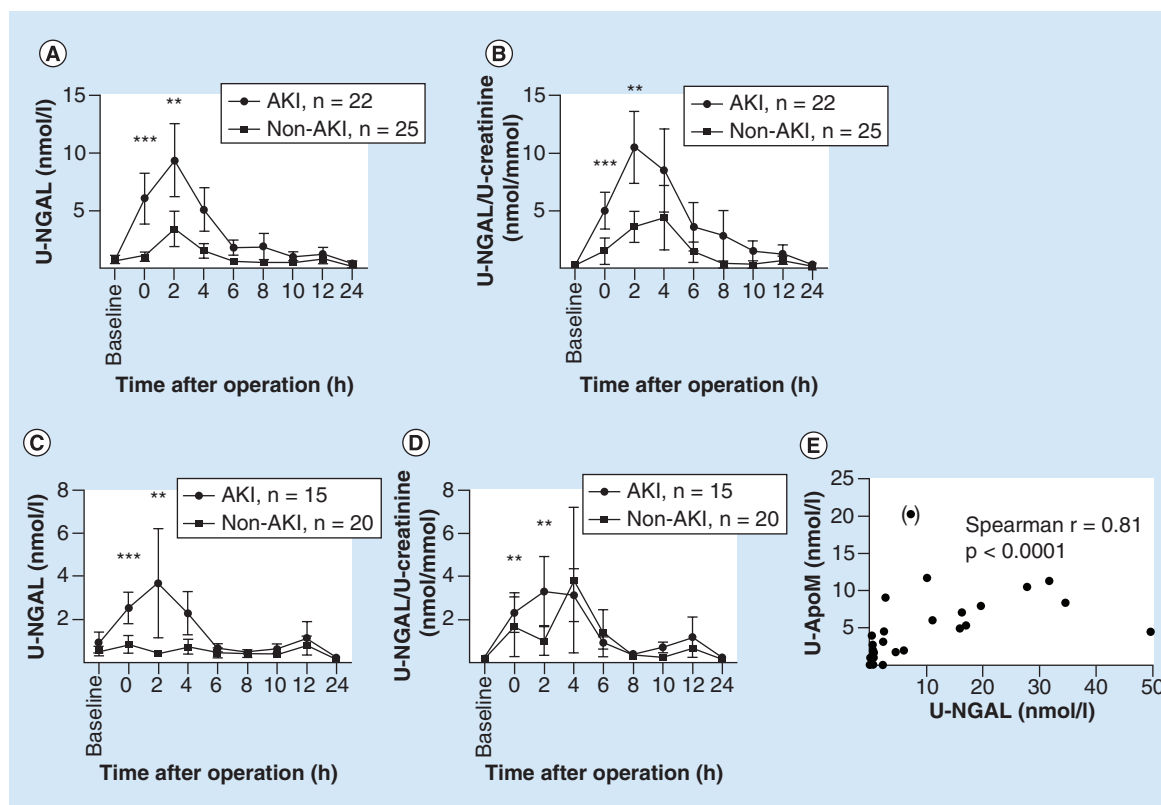 A
U-NGAL (nmol/l)
15
10
5
*** **
AKI, n = 22
Non-AKI, n = 25
Baseline 0 2 4 6 8 10 12 24
Time after operation (h)
B
U-NGAL/U-creatinine
(nmol/mmol)
15
10
5
*** **
AKI, n = 22
Non-AKI, n = 25
Baseline 0 2 4 6 8 10 12 24
Time after operation (h)
C
U-NGAL (nmol/l)
8
6
4
2
*** **
AKI, n = 15
Non-AKI, n = 20
Baseline 0 2 4 6 8 10 12 24
Time after operation (h)
D
U-NGAL/U-creatinine
(nmol/mmol)
8
6
4
2
** **
AKI, n = 15
Non-AKI, n = 20
Baseline 0 2 4 6 8 10 12 24
Time after operation (h)
E
U-ApoM (nmol/l)
25
20
15
10
5
( )
Spearman r = 0.81
p < 0.0001
10 20 30 40 50
U-NGAL (nmol/l)